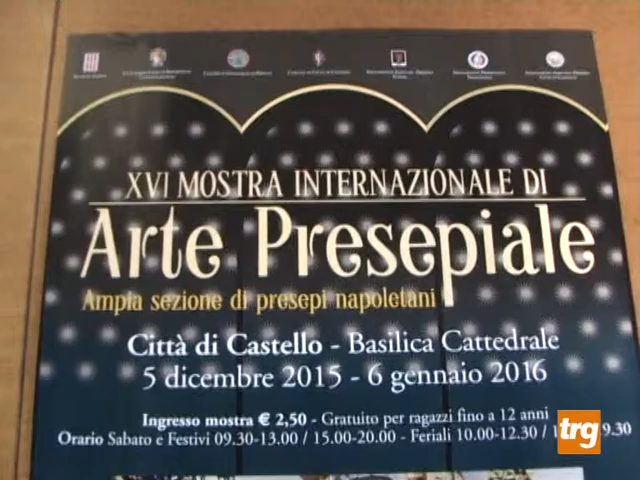 XVI MOSTRA INTERNAZIONALE DI
Arte Presepiale
Ampia sezione di presepi napoletani
Città di Castello - Basilica Cattedrale
5 dicembre 2015 - 6 gennaio 2016
Ingresso mostra € 2,50 - Gratuito per ragazzi fino a 12 anni
Orario Sabato e Festivi 09.30-13.00 / 15.00-20.00 - Feriali 10.00-12.30 / 9.30
trg